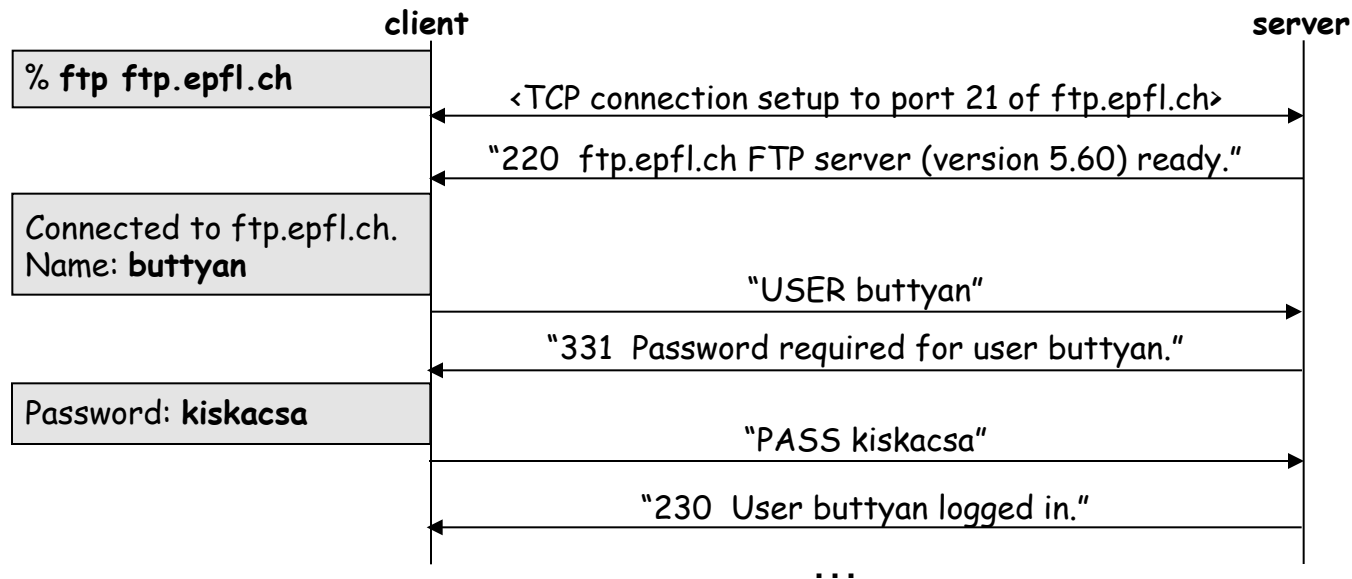 client server
% ftp ftp.epfl.ch
<TCP connection setup to port 21 of ftp.epfl.ch>
“220 ftp.epfl.ch FTP server (version 5.60) ready.”
Connected to ftp.epfl.ch.
Name: buttyan
“USER buttyan”
“331 Password required for user buttyan.”
Password: kiskacsa
“PASS kiskacsa”
“230 User buttyan logged in.”
...